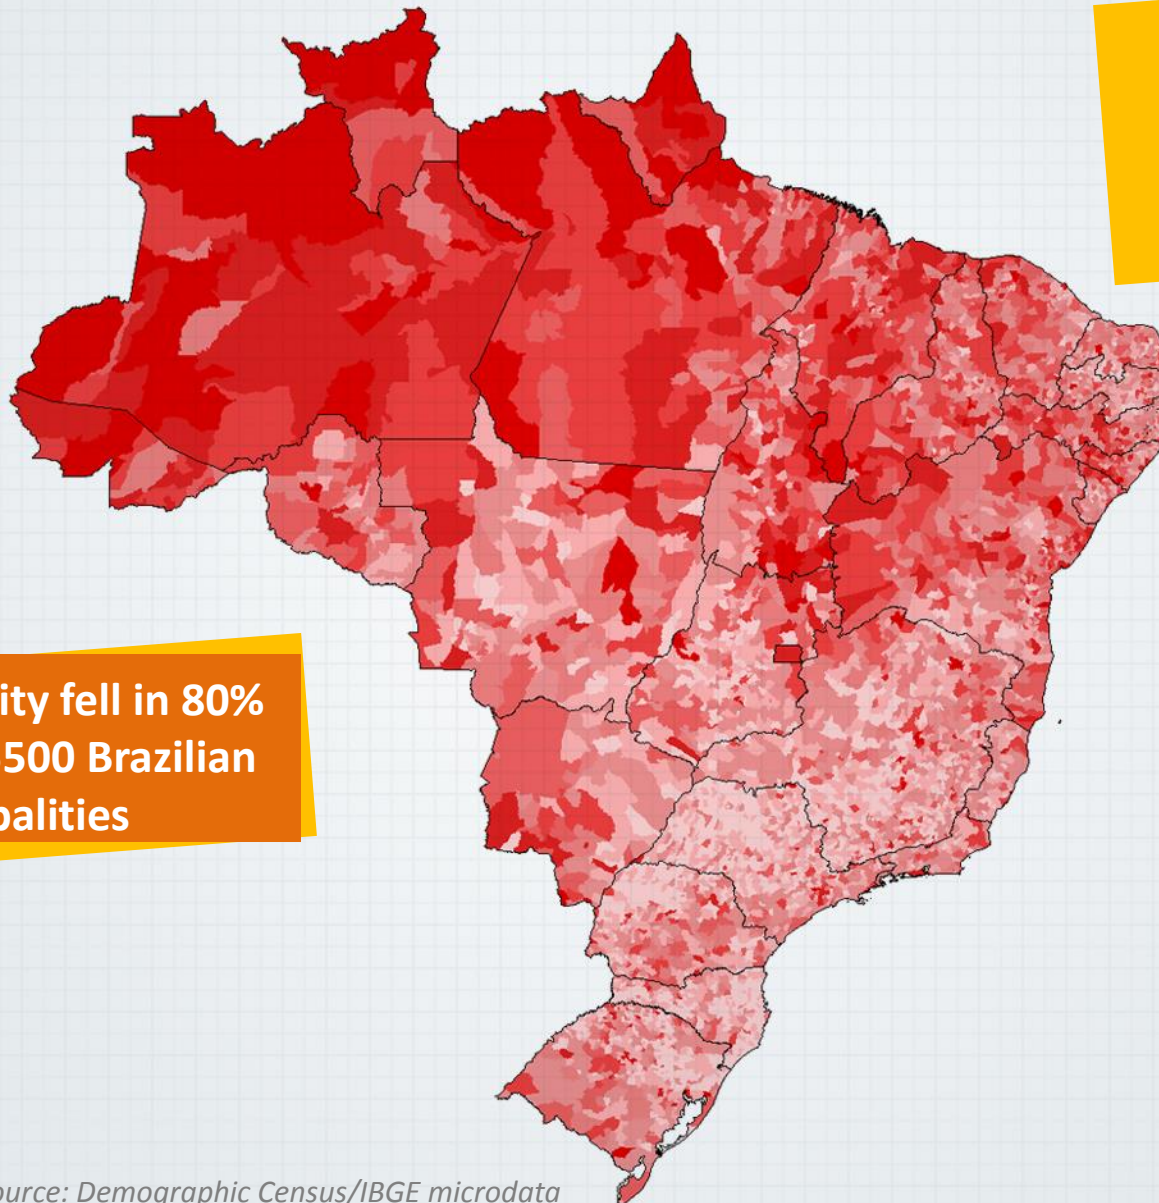 ity fell in 80%
500 Brazilian
palities
ource: Demographic Census/IBGE microdata